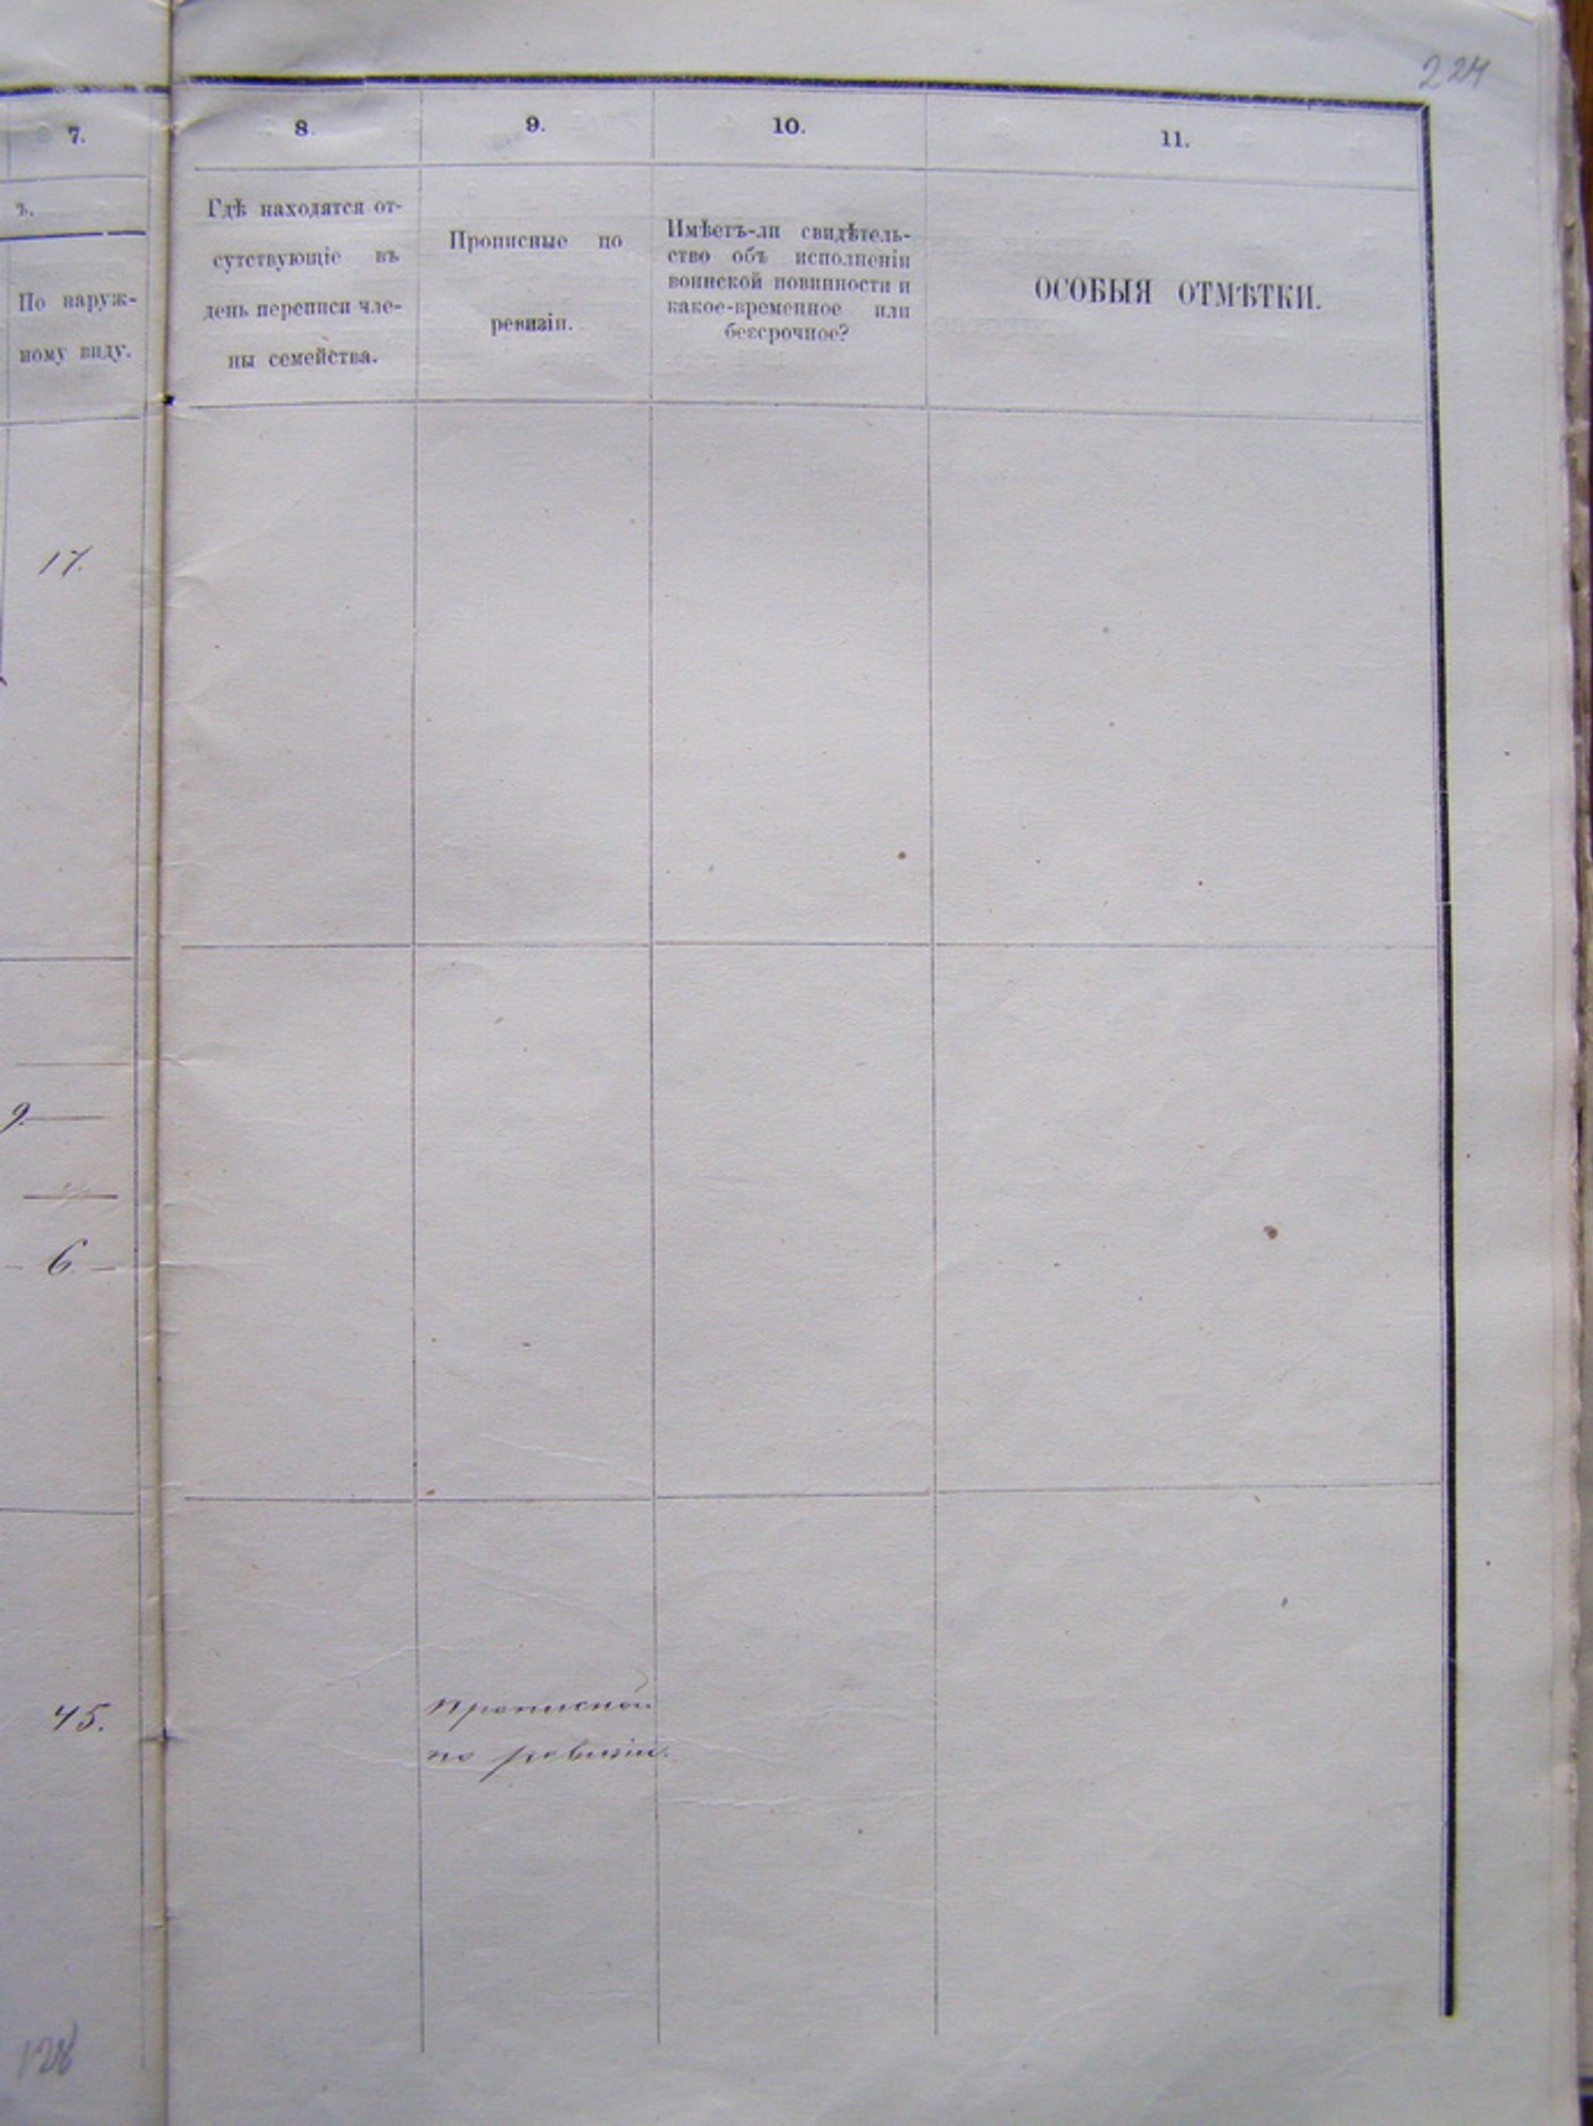 224
7.
8.
9.
10.
11.
ъ.
По наруж-
ному виду.
Гдѣ находятся от-
сутствующіе въ
день переписи чле-
ны семейства.
Прописные по
ревизіи.
Имѣетъ-ли свидѣтель-
ство объ исполненіи
воинской повинности и
какое-временное или
безсрочное?
ОСОБЫЯ ОТМѢТКИ.
17.
9.
6
45.
прописной
по ревизіи.